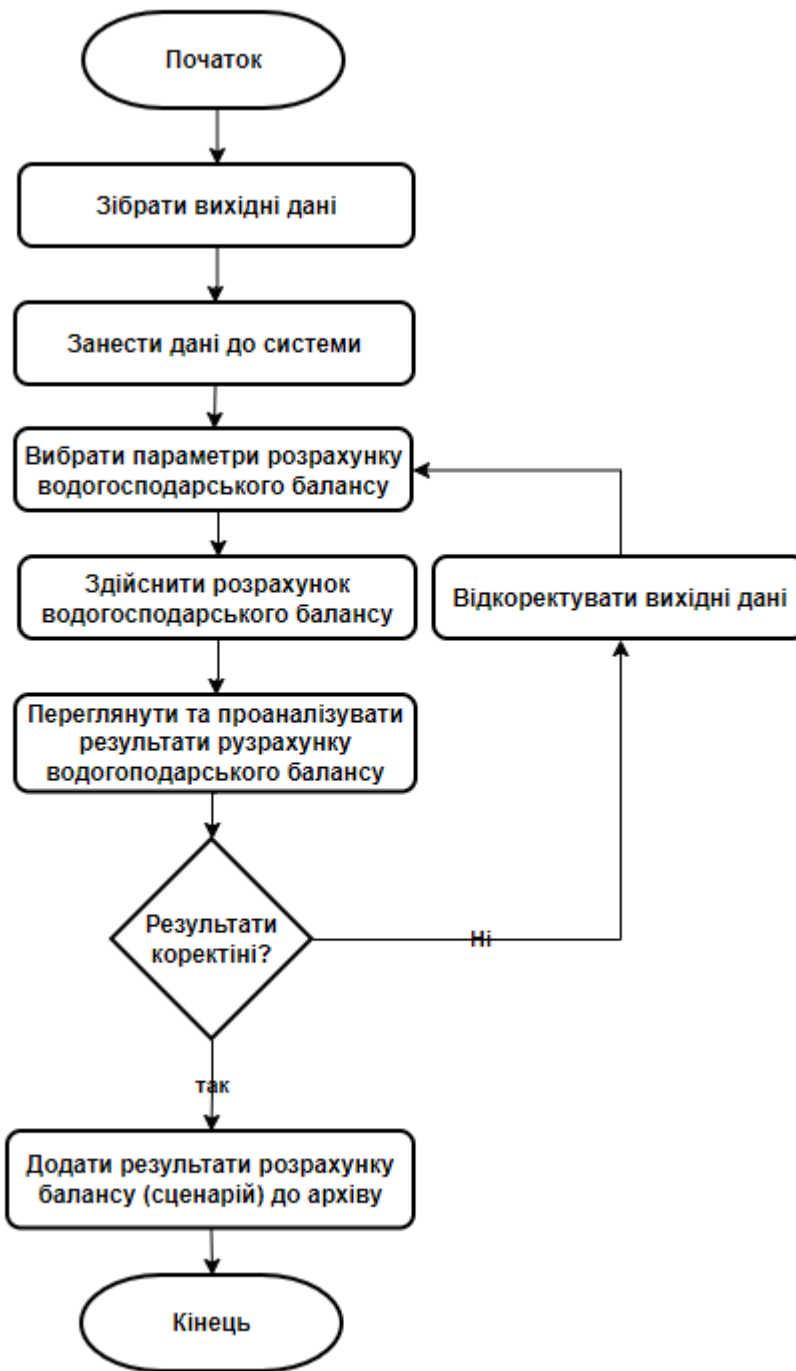 Початок
Зібрати вихідні дані
Занести дані до системи
Вибрати параметри розрахунку
водогосподарського балансу
Здійснити розрахунок
водогосподарського балансу
Відкоректувати вихідні дані
Переглянути та проаналізувати
результати рузрахунку
водогоподарського балансу
Результати
коректіні?
Ні
так
Додати результати розрахунку
балансу (сценарій) до архіву
Кінець